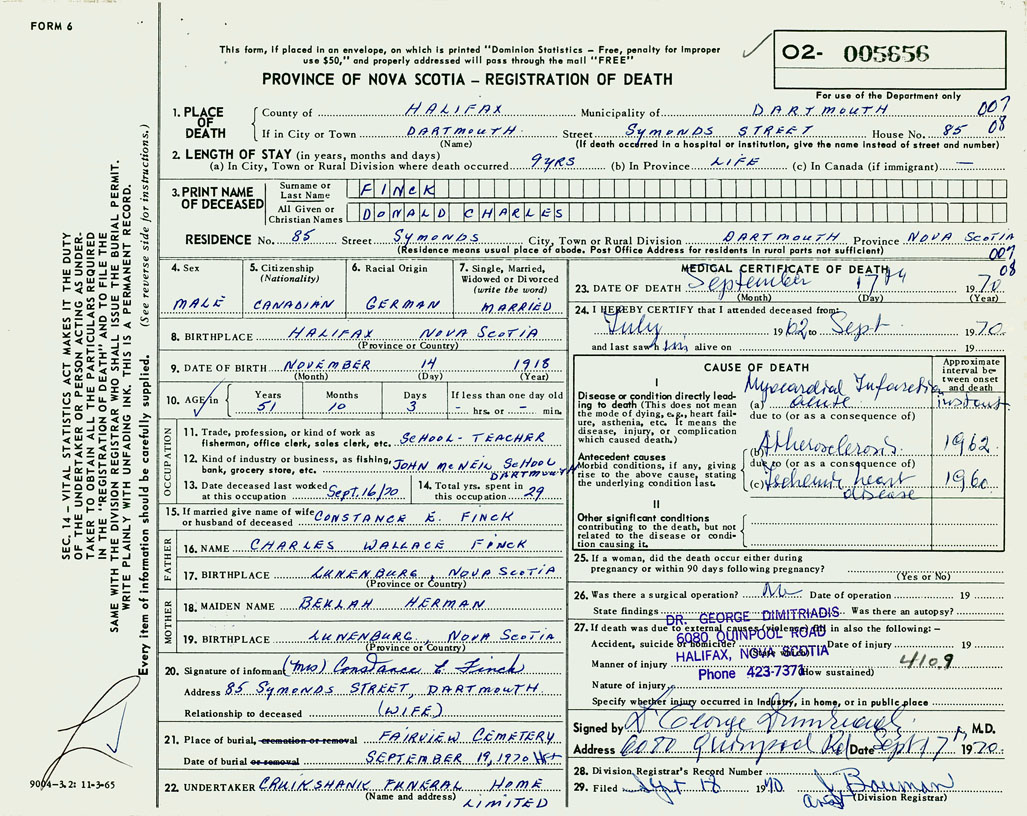 FORM 6
This form, if placed in an envelope, on which is printed "Dominion Statistics – Free, penalty for improper
use $50," and properly addressed will pass through the mail "FREE"
PROVINCE OF NOVA SCOTIA – REGISTRATION OF DEATH
O2- 005656
For use of the Department only
SEC. 14 – VITAL STATISTICS ACT MAKES IT THE DUTY
OF THE UNDERTAKER OR PERSON ACTING AS UNDER-
TAKER TO OBTAIN ALL THE PARTICULARS REQUIRED
IN THE "REGISTRATION OF DEATH" AND TO FILE THE
SAME WITH THE DIVISION REGISTRAR WHO SHALL ISSUE THE BURIAL PERMIT.
WRITE PLAINLY WITH UNFADING INK. THIS IS A PERMANENT RECORD.
Every item of information should be carefully supplied. (See reverse side for instructions.)
1. PLACE OF DEATH County of HALIFAX Municipality of DARTMOUTH 007
If in City or Town DARTMOUTH Street SYMONDS STREET House No. 85 08
(Name) (If death occurred in a hospital or institution, give the name instead of street and number)
2. LENGTH OF STAY (in years, months and days)
(a) In City, Town or Rural Division where death occurred 9 YRS (b) In Province LIFE (c) In Canada (if immigrant) —
3. PRINT NAME OF DECEASED Surname or Last Name FINCK
All Given or Christian Names DONALD CHARLES
RESIDENCE No. 85 Street SYMONDS City, Town or Rural Division DARTMOUTH Province NOVA SCOTIA
(Residence means usual place of abode. Post Office Address for residents in rural parts not sufficient) 007
08
4. Sex MALE
5. Citizenship (Nationality) CANADIAN
6. Racial Origin GERMAN
7. Single, Married, Widowed or Divorced (write the word) MARRIED
8. BIRTHPLACE HALIFAX NOVA SCOTIA
(Province or Country)
9. DATE OF BIRTH NOVEMBER 14 1918
(Month) (Day) (Year)
10. AGE in Years 51 Months 10 Days 3 If less than one day old - hrs. or - min.
OCCUPATION
11. Trade, profession, or kind of work as
fisherman, office clerk, sales clerk, etc. SCHOOL-TEACHER
12. Kind of industry or business, as fishing,
bank, grocery store, etc. JOHN McNEIL SCHOOL DARTMOUTH
13. Date deceased last worked at this occupation Sept. 16/70
14. Total yrs. spent in this occupation 29
15. If married give name of wife
or husband of deceased CONSTANCE E. FINCK
FATHER
16. NAME CHARLES WALLACE FINCK
17. BIRTHPLACE LUNENBURG, NOVA SCOTIA
(Province or Country)
MOTHER
18. MAIDEN NAME BEULAH HERMAN
19. BIRTHPLACE LUNENBURG, NOVA SCOTIA
(Province or Country)
20. Signature of informant (Mrs) Constance E. Finck
Address 85 SYMONDS STREET, DARTMOUTH
Relationship to deceased (WIFE)
21. Place of burial, cremation or removal FAIRVIEW CEMETERY
Date of burial or removal SEPTEMBER 19, 1970
22. UNDERTAKER CRUIKSHANK FUNERAL HOME
(Name and address) LIMITED
9004–3.2: 11-3-65
MEDICAL CERTIFICATE OF DEATH
23. DATE OF DEATH September 17th 1970
(Month) (Day) (Year)
24. I HEREBY CERTIFY that I attended deceased from:
July 1962 to Sept 1970
and last saw him alive on 19
CAUSE OF DEATH
Approximate interval between onset and death
I
Disease or condition directly lead-
ing to death (This does not mean
the mode of dying, e.g., heart fail-
ure, asthenia, etc. It means the
disease, injury, or complication
which caused death.)
(a) Myocardial Infarction acute instant.
due to (or as a consequence of)
Antecedent causes
Morbid conditions, if any, giving
rise to the above cause, stating
the underlying condition last.
(b) Atherosclerosis 1962
due to (or as a consequence of)
(c) Ischemic heart disease 1960
II
Other significant conditions
contributing to the death, but not
related to the disease or condi-
tion causing it.
25. If a woman, did the death occur either during
pregnancy or within 90 days following pregnancy?
(Yes or No)
26. Was there a surgical operation? No Date of operation 19
State findings Was there an autopsy?
27. If death was due to external causes (violence) fill in also the following: –
Accident, suicide or homicide? Date of injury 19
Manner of injury (How sustained) 4109
Nature of injury
Specify whether injury occurred in Industry, in home, or in public place
DR. GEORGE DIMITRIADIS
6080 QUINPOOL ROAD
HALIFAX, NOVA SCOTIA
Phone 423-7371
Signed by George Dimitriadis M.D.
Address 6080 Quinpool Rd Date Sept 17 1970
28. Division Registrar's Record Number
29. Filed Sept 18 1970 J Bauman
(Division Registrar)